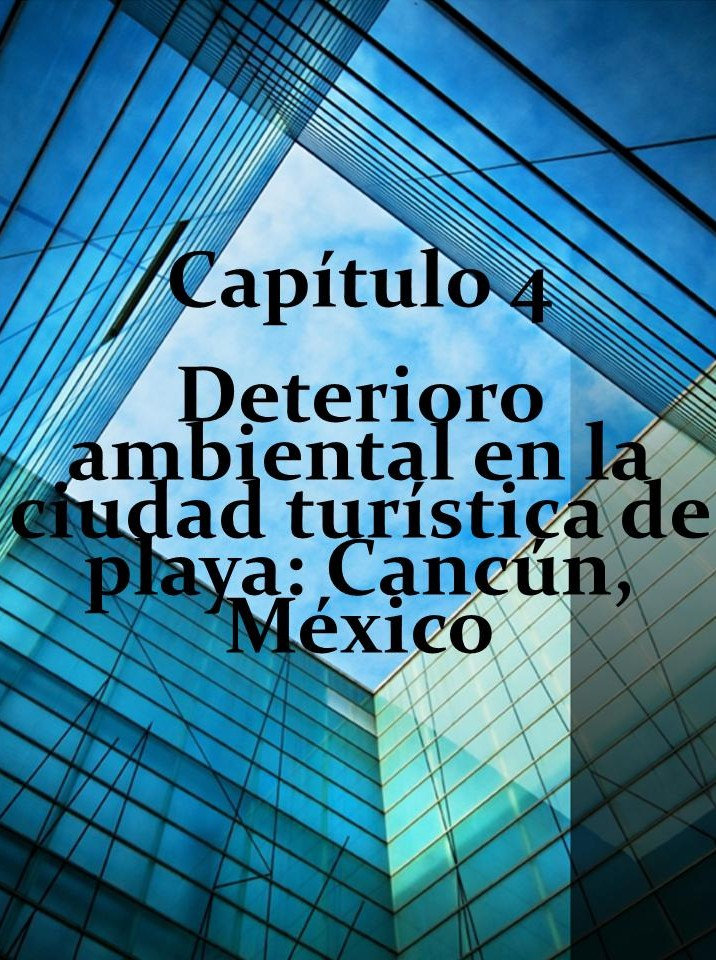 Capítulo 4
Deterioro
ambiental en la
ciudad turística de
playa: Cancún,
México